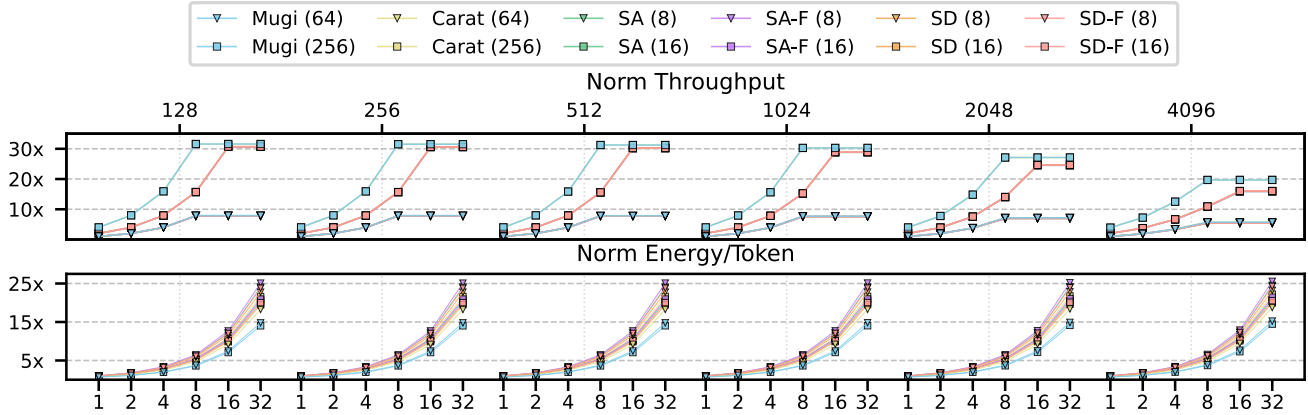 Mugi (64) Carat (64) SA (8) SA-F (8) SD (8) SD-F (8)
Mugi (256) Carat (256) SA (16) SA-F (16) SD (16) SD-F (16)
Norm Throughput
128 256 512 1024 2048 4096
30x
20x
10x
Norm Energy/Token
25x
15x
5x
1 2 4 8 16 32 1 2 4 8 16 32 1 2 4 8 16 32 1 2 4 8 16 32 1 2 4 8 16 32 1 2 4 8 16 32